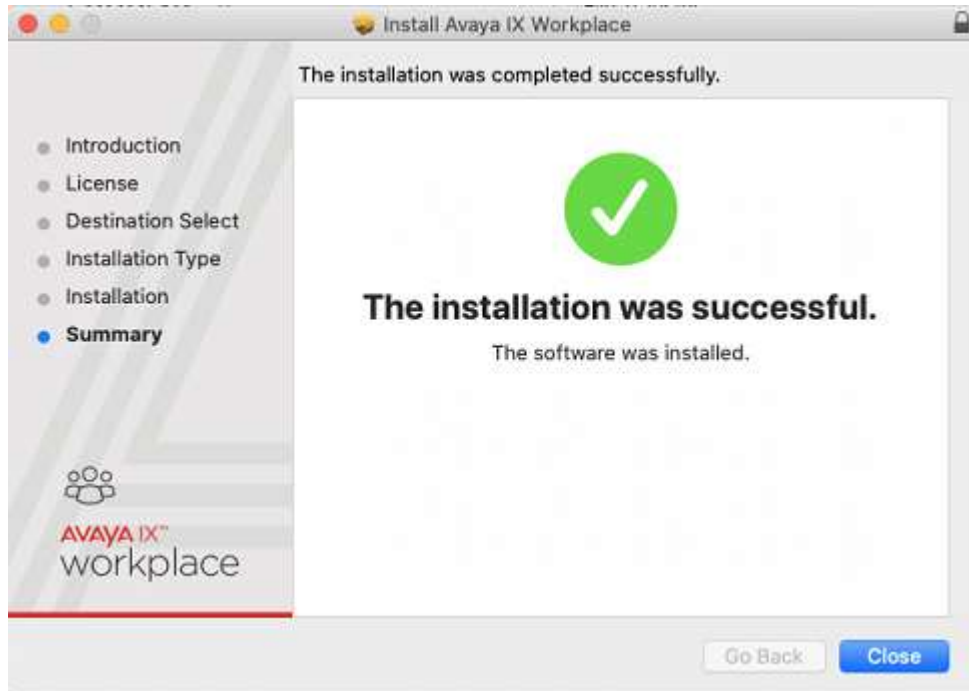 Install Avaya IX Workplace
The installation was completed successfully.
Introduction
License
Destination Select
Installation Type
Installation
Summary
The installation was successful.
The software was installed.
AVAYA IX™
workplace
Go Back
Close